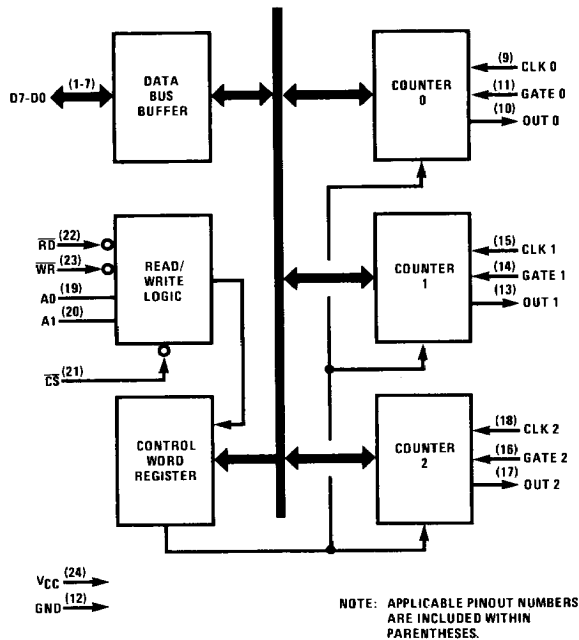 D7-D0 (1-7)
DATA
BUS
BUFFER
COUNTER
0
(9) CLK 0
(11) GATE 0
(10) OUT 0
RD (22)
WR (23)
A0 (19)
A1 (20)
CS (21)
READ/
WRITE
LOGIC
COUNTER
1
(15) CLK 1
(14) GATE 1
(13) OUT 1
CONTROL
WORD
REGISTER
COUNTER
2
(18) CLK 2
(16) GATE 2
(17) OUT 2
VCC (24)
GND (12)
NOTE: APPLICABLE PINOUT NUMBERS
ARE INCLUDED WITHIN
PARENTHESES.